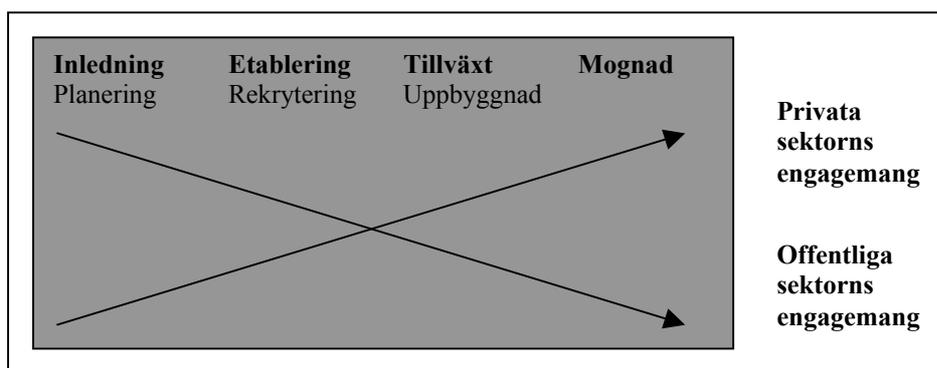 Inledning Etablering Tillväxt Mognad
Planering Rekrytering Uppbyggnad
Privata
sektorns
engagemang
Offentliga
sektorns
engagemang